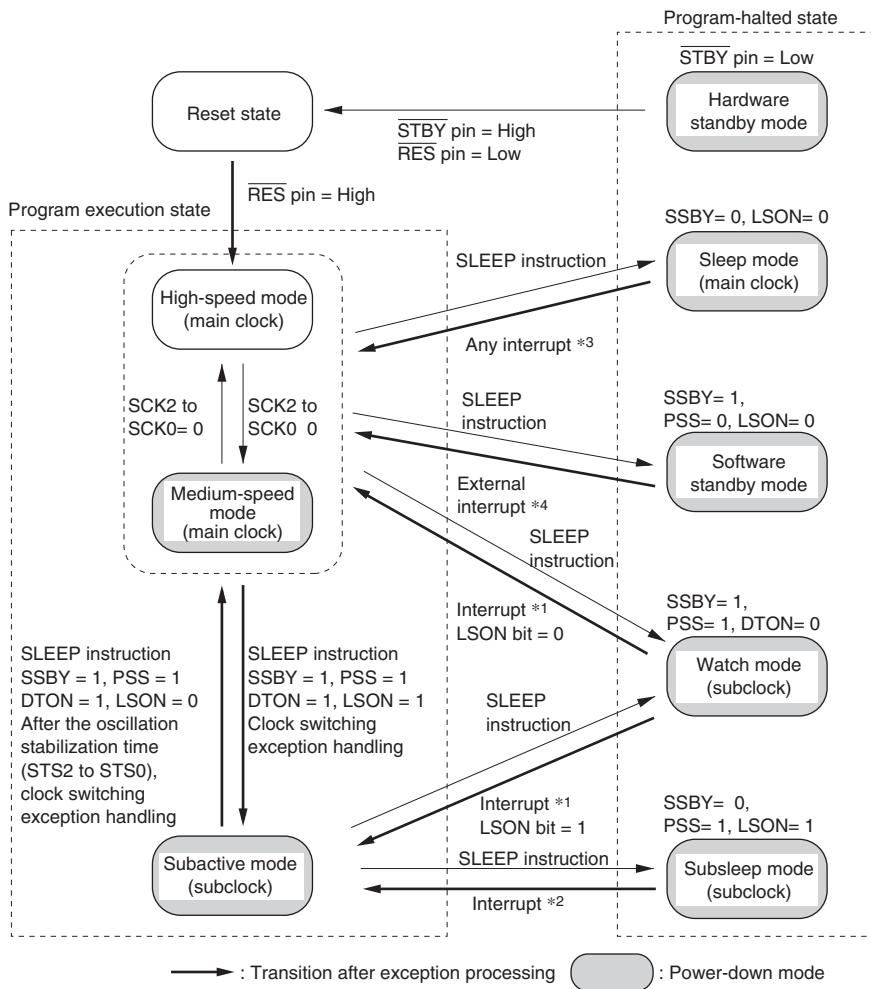 Program-halted state
STBY pin = Low
Hardware
standby mode
Reset state
STBY pin = High
RES pin = Low
RES pin = High
Program execution state
SSBY= 0, LSON= 0
Sleep mode
(main clock)
SLEEP instruction
Any interrupt *3
High-speed mode
(main clock)
SCK2 to
SCK0= 0
SCK2 to
SCK0 0
Medium-speed
mode
(main clock)
SLEEP
instruction
SSBY= 1,
PSS= 0, LSON= 0
Software
standby mode
External
interrupt *4
SLEEP
instruction
Interrupt *1
LSON bit = 0
SSBY= 1,
PSS= 1, DTON= 0
Watch mode
(subclock)
SLEEP instruction
SSBY = 1, PSS = 1
DTON = 1, LSON = 0
After the oscillation
stabilization time
(STS2 to STS0),
clock switching
exception handling
SLEEP instruction
SSBY = 1, PSS = 1
DTON = 1, LSON = 1
Clock switching
exception handling
SLEEP
instruction
Interrupt *1
LSON bit = 1
SSBY= 0,
PSS= 1, LSON= 1
Subactive mode
(subclock)
SLEEP instruction
Interrupt *2
Subsleep mode
(subclock)
: Transition after exception processing
: Power-down mode